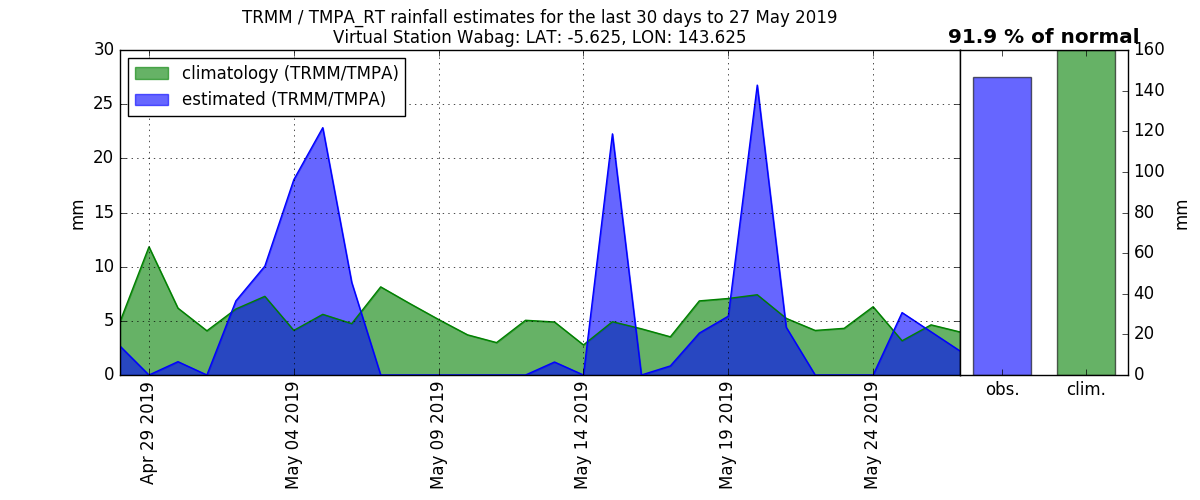 TRMM / TMPA_RT rainfall estimates for the last 30 days to 27 May 2019
Virtual Station Wabag: LAT: -5.625, LON: 143.625
91.9 % of normal
climatology (TRMM/TMPA)
estimated (TRMM/TMPA)
30
25
20
15
10
5
0
mm
Apr 29 2019
May 04 2019
May 09 2019
May 14 2019
May 19 2019
May 24 2019
obs.
clim.
160
140
120
100
80
60
40
20
0
mm